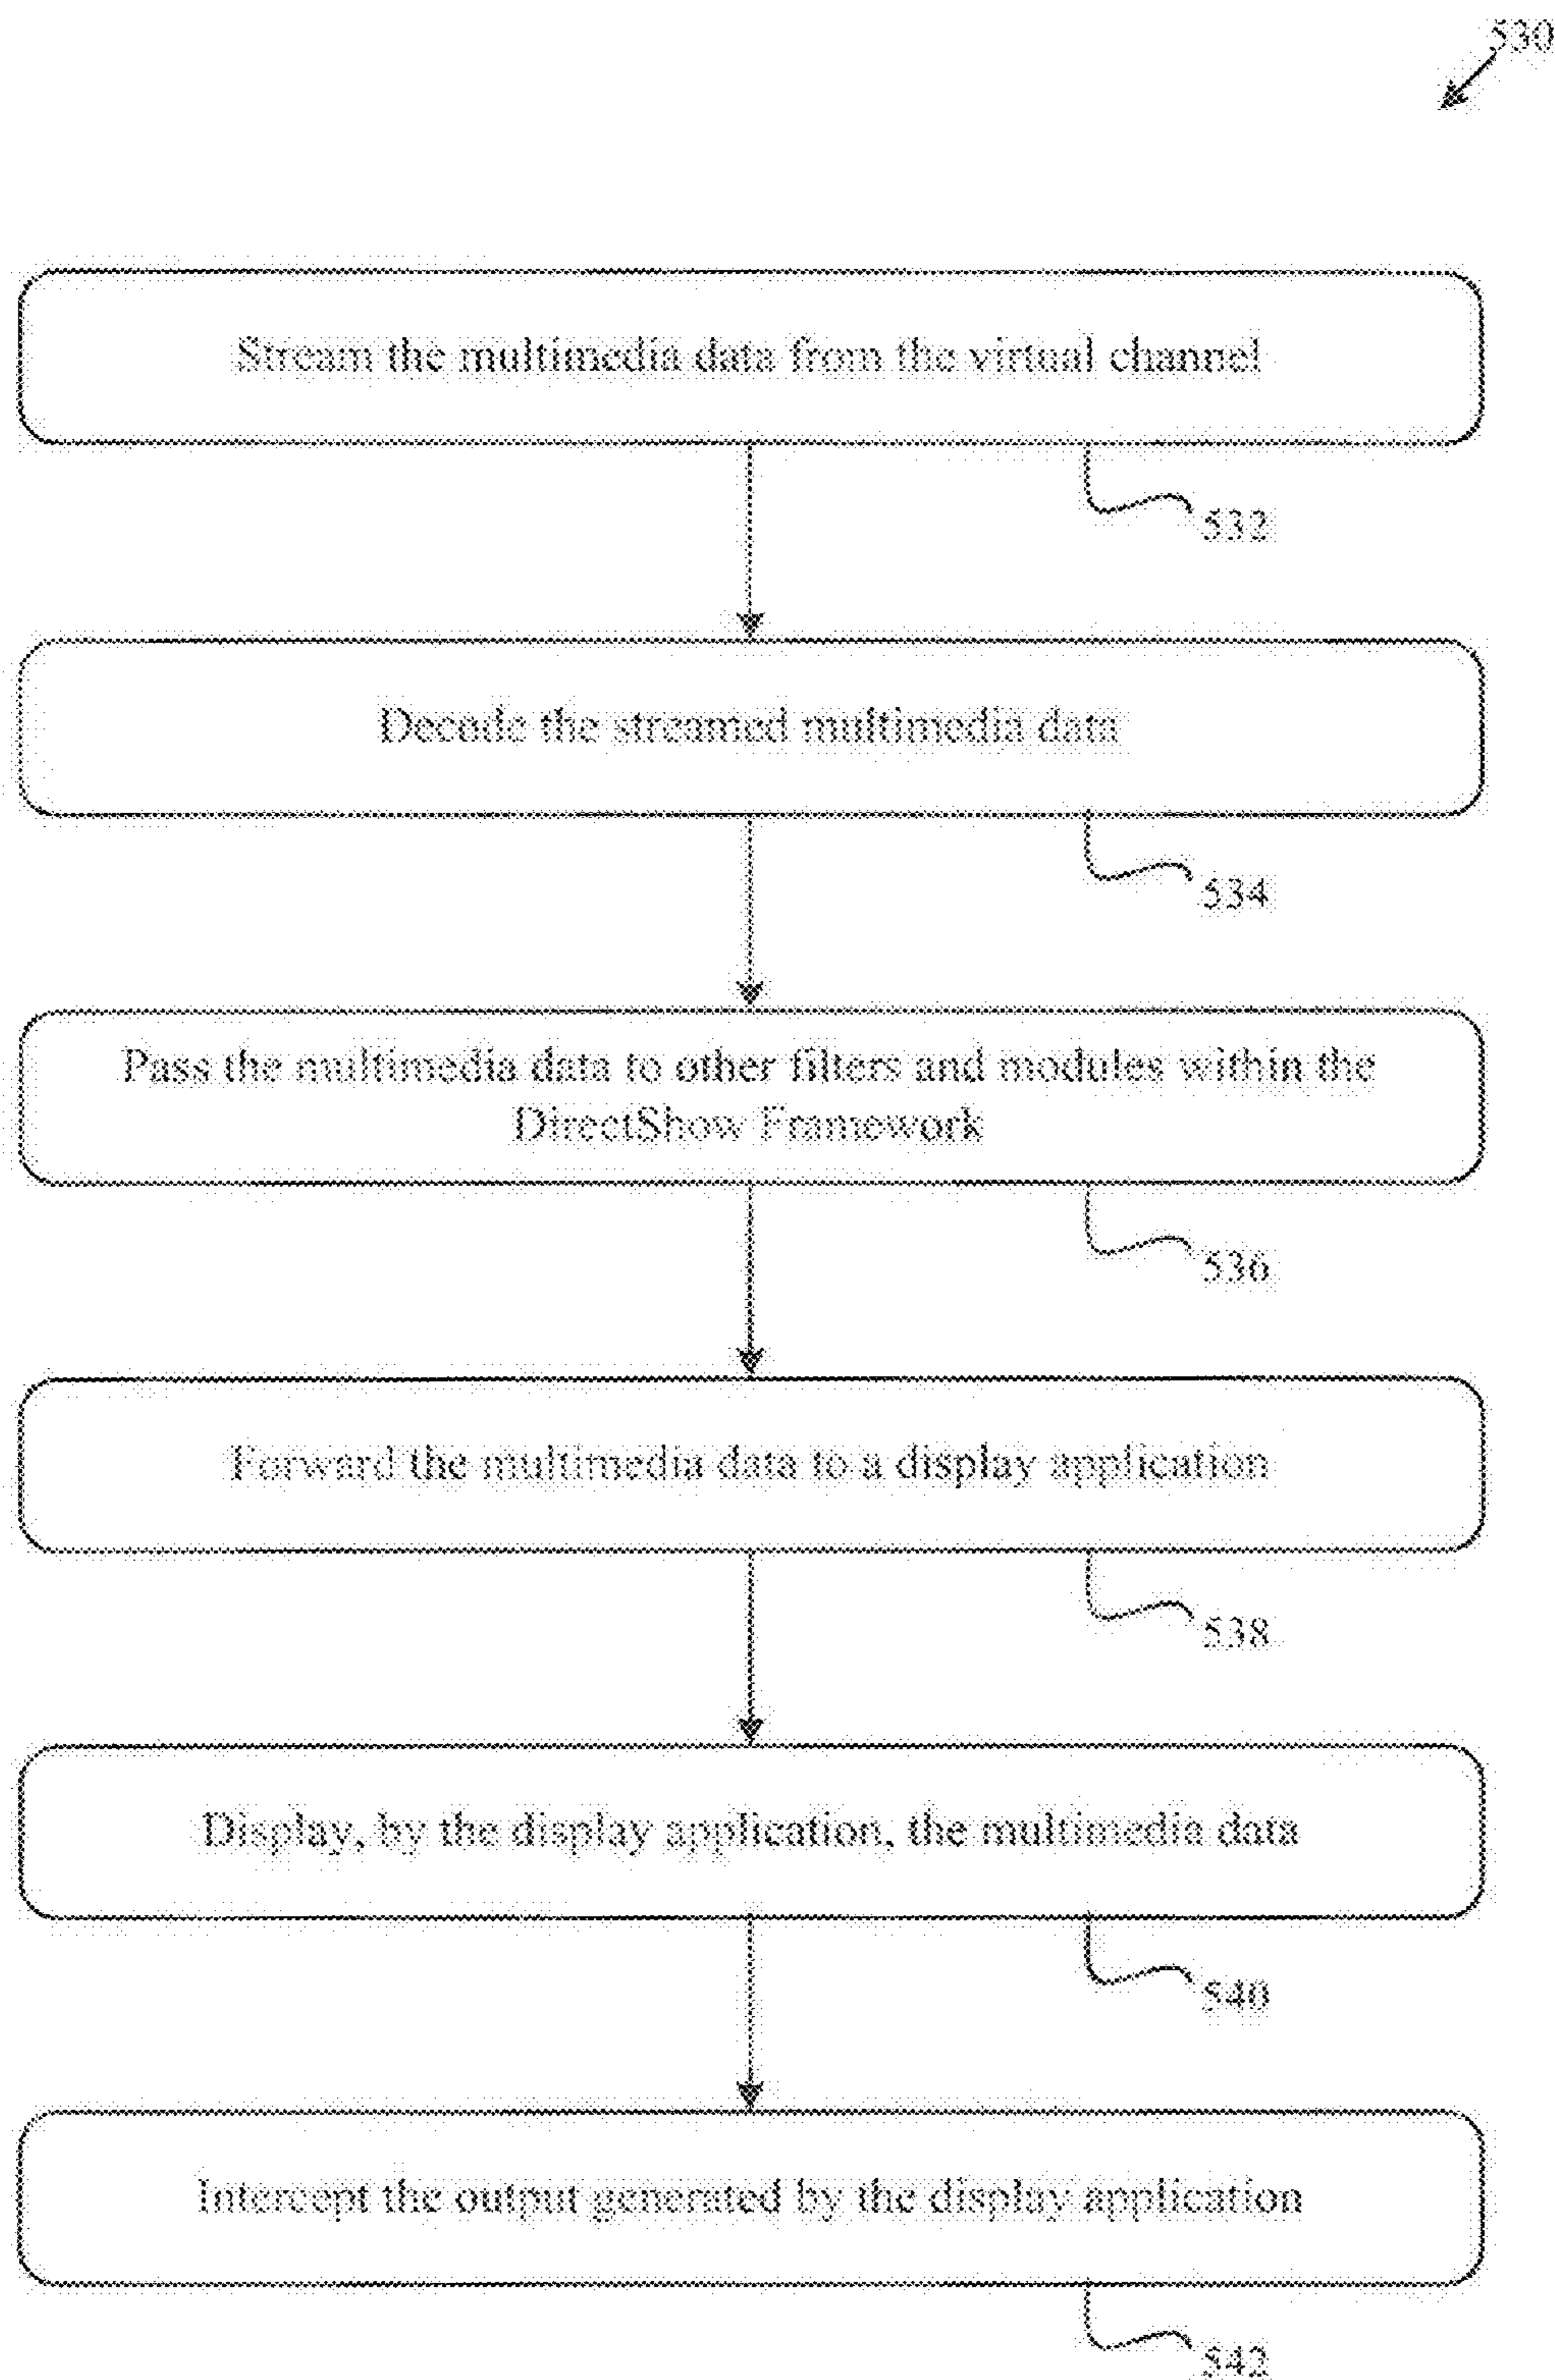 530
Stream the multimedia data from the virtual channel
532
Decode the streamed multimedia data
534
Pass the multimedia data to other filters and modules within the
DirectShow Framework
536
Forward the multimedia data to a display application
538
Display, by the display application, the multimedia data
540
Intercept the output generated by the display application
542